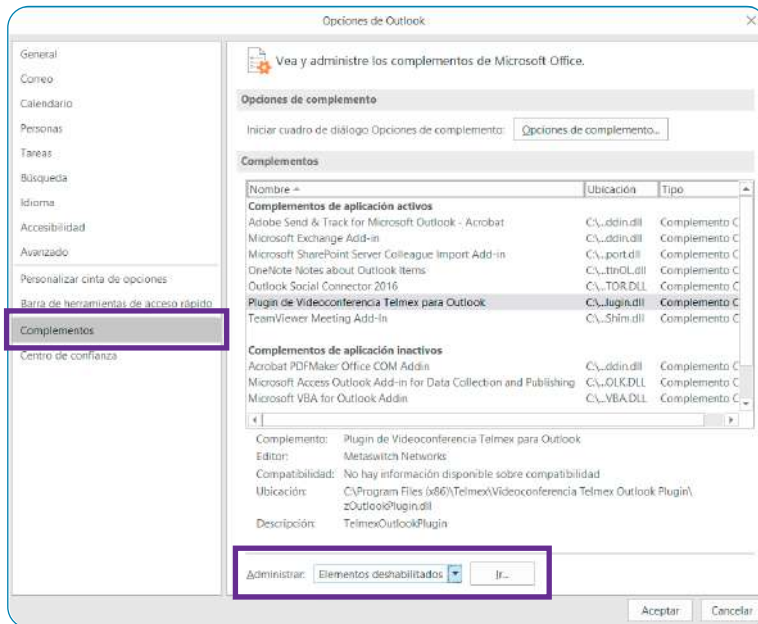 Opciones de Outlook
General
Correo
Calendario
Personas
Tareas
Búsqueda
Idioma
Accesibilidad
Avanzado
Personalizar cinta de opciones
Barra de herramientas de acceso rápido
Complementos
Centro de confianza
Vea y administre los complementos de Microsoft Office.
Opciones de complemento
Iniciar cuadro de diálogo Opciones de complemento: Opciones de complemento...
Complementos
Nombre Ubicación Tipo
Complementos de aplicación activos
Adobe Send & Track for Microsoft Outlook - Acrobat C:\...ddin.dll Complemento C
Microsoft Exchange Add-in C:\...ddin.dll Complemento C
Microsoft SharePoint Server Colleague Import Add-in C:\...port.dll Complemento C
OneNote Notes about Outlook Items C:\...ttnOL.dll Complemento C
Outlook Social Connector 2016 C:\...TOR.DLL Complemento C
Plugin de Videoconferencia Telmex para Outlook C:\...lugin.dll Complemento C
TeamViewer Meeting Add-In C:\...Shim.dll Complemento C
Complementos de aplicación inactivos
Acrobat PDFMaker Office COM Addin C:\...ddin.dll Complemento C
Microsoft Access Outlook Add-in for Data Collection and Publishing C:\...OLK.DLL Complemento C
Microsoft VBA for Outlook Addin C:\...VBA.DLL Complemento C
Complemento: Plugin de Videoconferencia Telmex para Outlook
Editor: Metaswitch Networks
Compatibilidad: No hay información disponible sobre compatibilidad
Ubicación: C:\Program Files (x86)\Telmex\Videoconferencia Telmex Outlook Plugin\
zOutlookPlugin.dll
Descripción: TelmexOutlookPlugin
Administrar: Elementos deshabilitados Ir...
Aceptar Cancelar